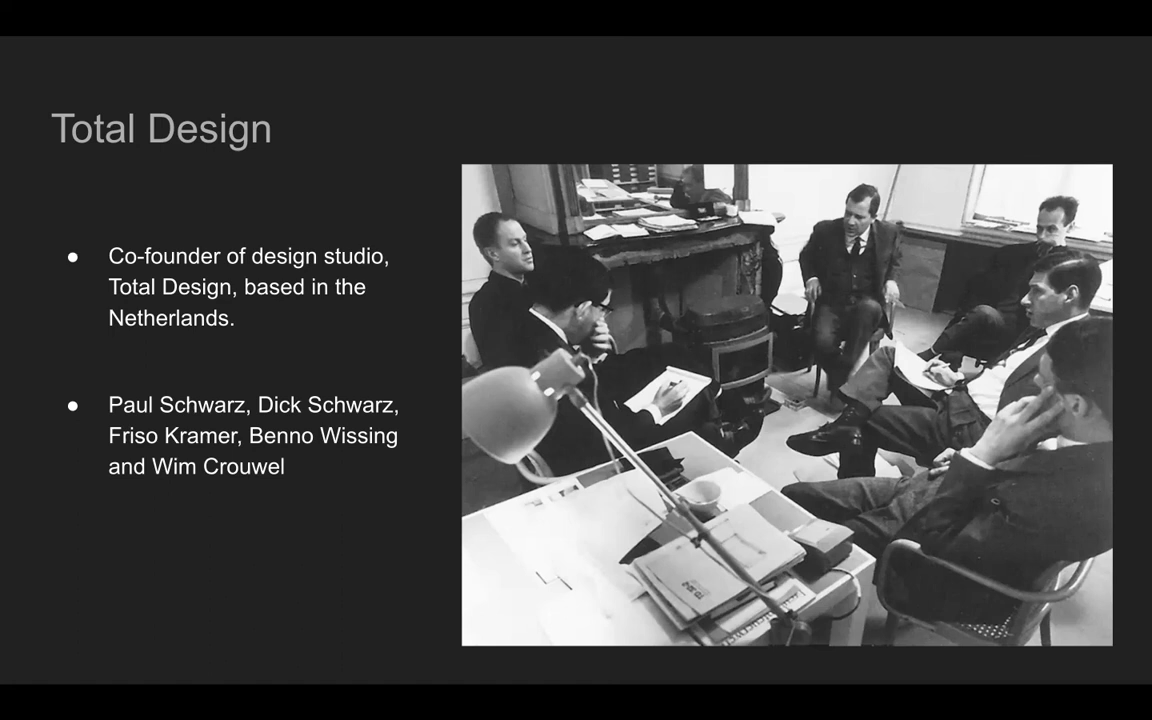 Total Design
● Co-founder of design studio,
Total Design, based in the
Netherlands.
● Paul Schwarz, Dick Schwarz,
Friso Kramer, Benno Wissing
and Wim Crouwel